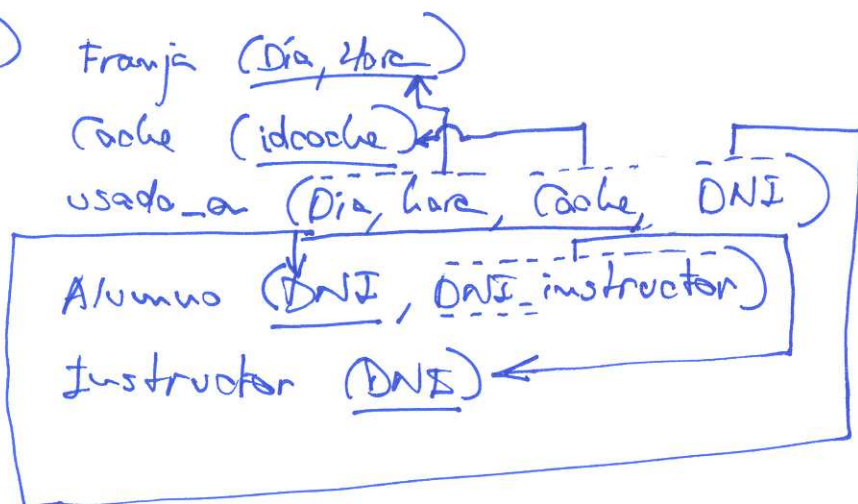 )
Franja (Día, Hora)
Coche (idcoche)
usado_en (Día, hora, Coche, DNI)
Alumno (DNI, DNI_instructor)
Instructor (DNI)